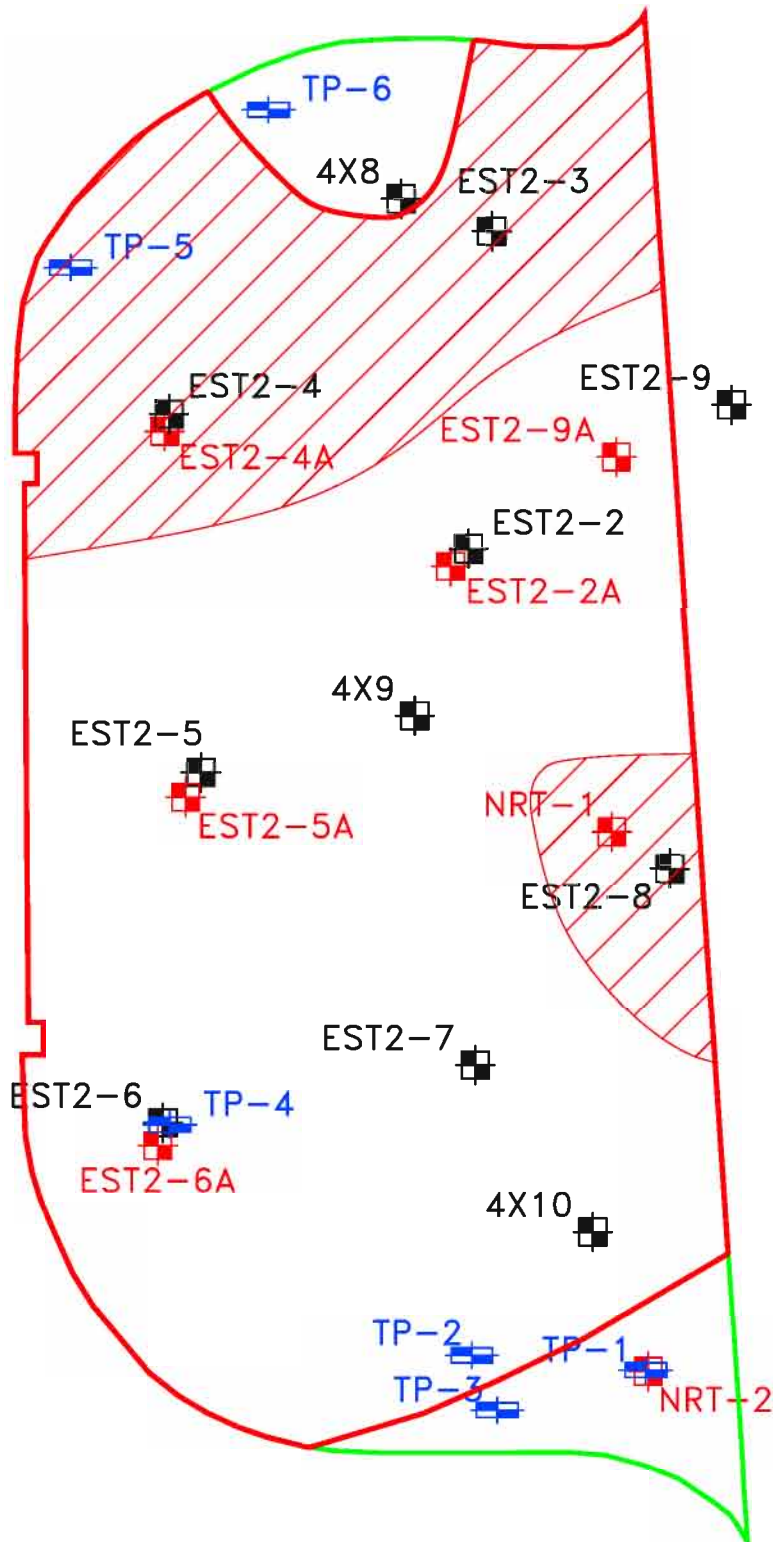 TP-6
4X8
EST2-3
TP-5
EST2-4
EST2-9
EST2-9A
EST2-4A
EST2-2
EST2-2A
4X9
EST2-5
NRT-1
EST2-5A
EST2-8
EST2-7
EST2-6
TP-4
EST2-6A
4X10
TP-2
TP-1
TP-3
NRT-2